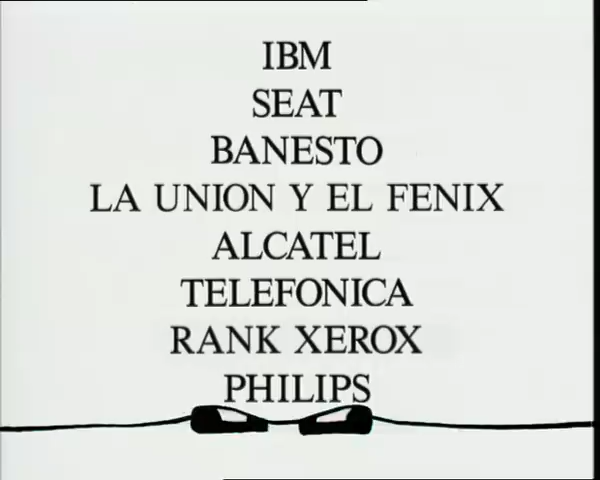 IBM
SEAT
BANESTO
LA UNION Y EL FENIX
ALCATEL
TELEFONICA
RANK XEROX
PHILIPS